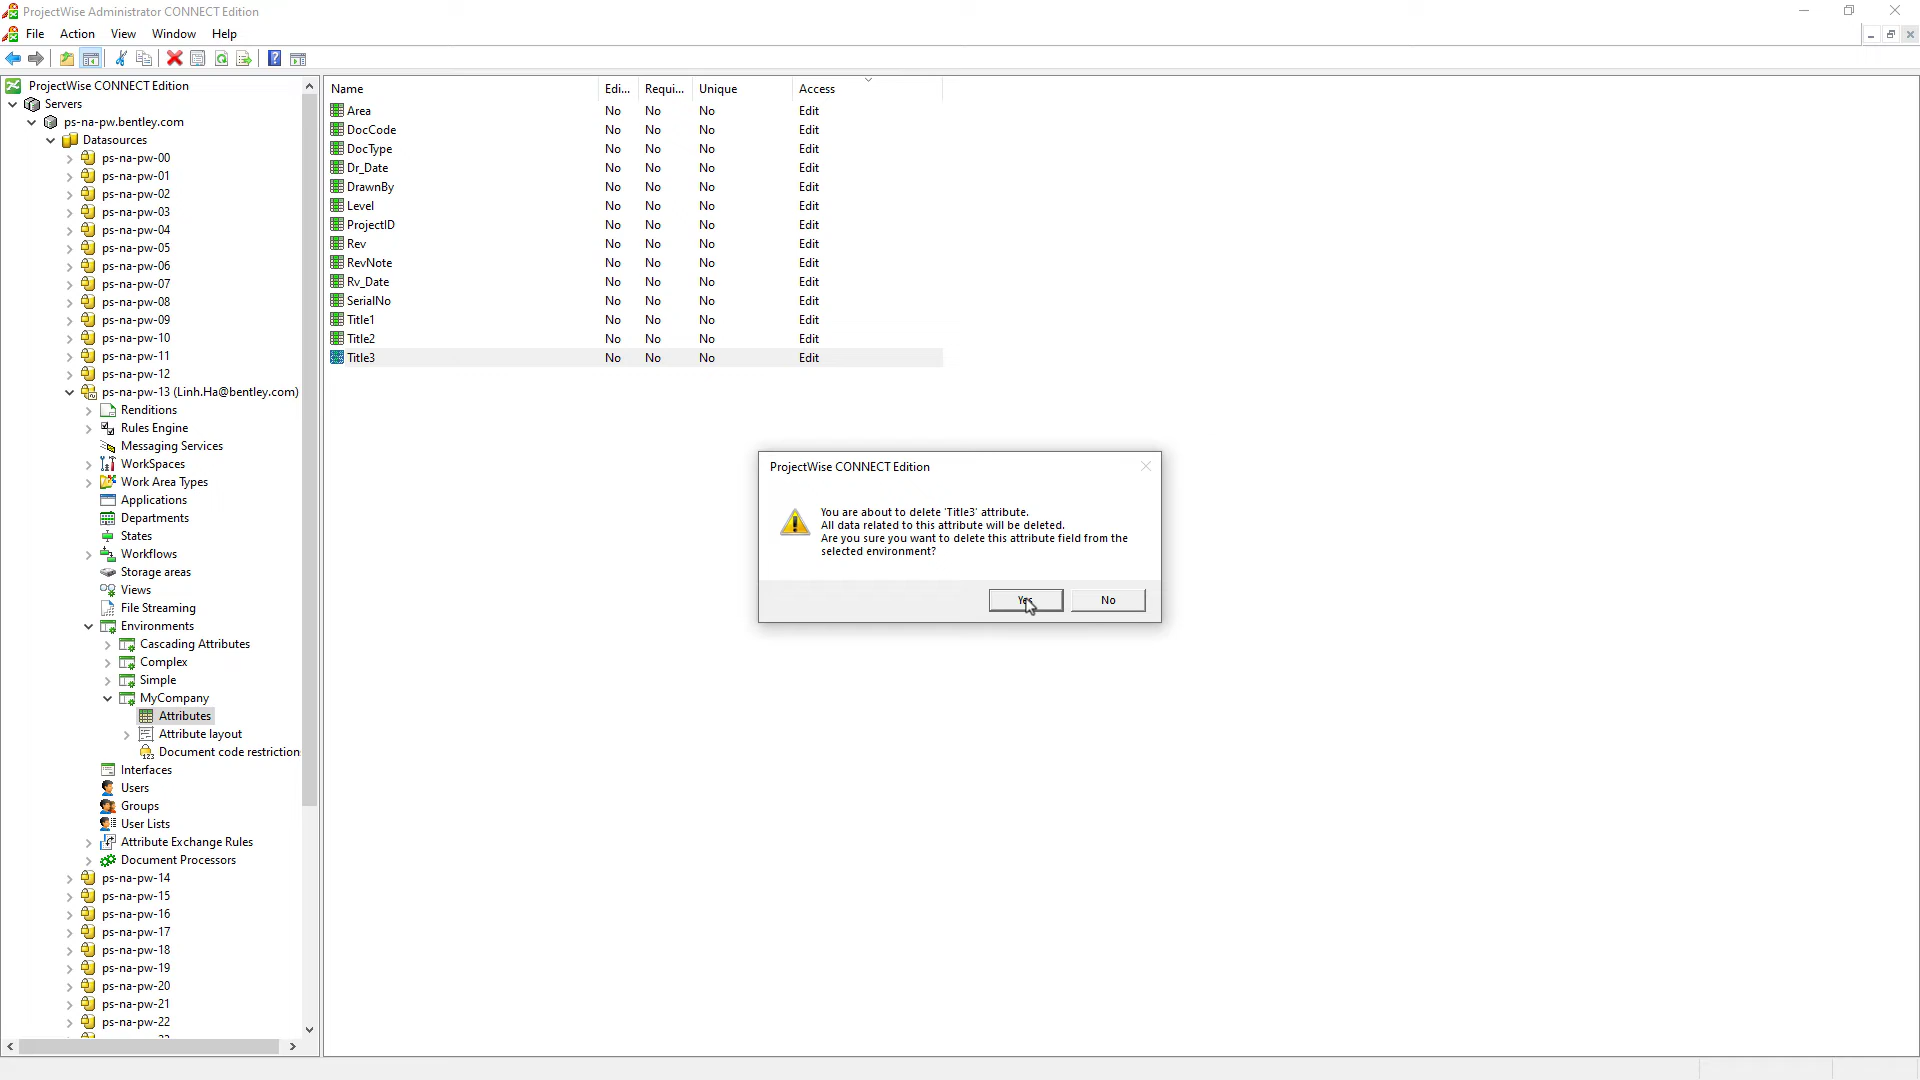 ProjectWise Administrator CONNECT Edition
File Action View Window Help
ProjectWise CONNECT Edition
Servers
ps-na-pw.bentley.com
Datasources
ps-na-pw-00
ps-na-pw-01
ps-na-pw-02
ps-na-pw-03
ps-na-pw-04
ps-na-pw-05
ps-na-pw-06
ps-na-pw-07
ps-na-pw-08
ps-na-pw-09
ps-na-pw-10
ps-na-pw-11
ps-na-pw-12
ps-na-pw-13 (Linh.Ha@bentley.com)
Renditions
Rules Engine
Messaging Services
WorkSpaces
Work Area Types
Applications
Departments
States
Workflows
Storage areas
Views
File Streaming
Environments
Cascading Attributes
Complex
Simple
MyCompany
Attributes
Attribute layout
Document code restriction
Interfaces
Users
Groups
User Lists
Attribute Exchange Rules
Document Processors
ps-na-pw-14
ps-na-pw-15
ps-na-pw-16
ps-na-pw-17
ps-na-pw-18
ps-na-pw-19
ps-na-pw-20
ps-na-pw-21
ps-na-pw-22
Name Edi... Requi... Unique Access
Area No No No Edit
DocCode No No No Edit
DocType No No No Edit
Dr_Date No No No Edit
DrawnBy No No No Edit
Level No No No Edit
ProjectID No No No Edit
Rev No No No Edit
RevNote No No No Edit
Rv_Date No No No Edit
SerialNo No No No Edit
Title1 No No No Edit
Title2 No No No Edit
Title3 No No No Edit
ProjectWise CONNECT Edition
You are about to delete 'Title3' attribute.
All data related to this attribute will be deleted.
Are you sure you want to delete this attribute field from the
selected environment?
Yes No